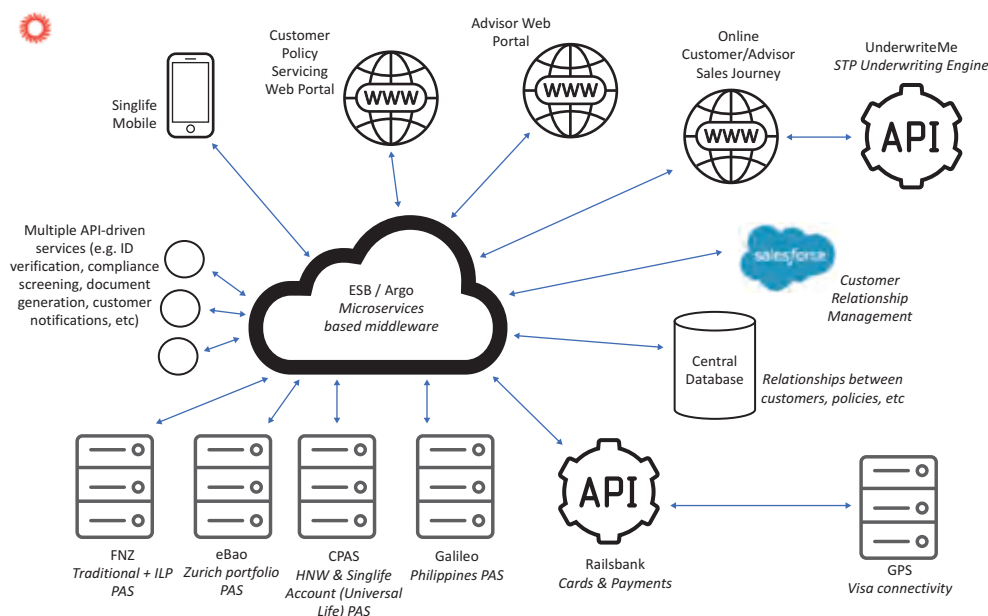 Singlife
Mobile
Customer
Policy
Servicing
Web Portal
WWW
Advisor Web
Portal
WWW
Online
Customer/Advisor
Sales Journey
WWW
UnderwriteMe
STP Underwriting Engine
API
Multiple API-driven
services (e.g. ID
verification, compliance
screening, document
generation, customer
notifications, etc)
ESB / Argo
Microservices
based middleware
salesforce
Customer
Relationship
Management
Central
Database
Relationships between
customers, policies, etc
FNZ
Traditional + ILP
PAS
eBao
Zurich portfolio
PAS
CPAS
HNW & Singlife
Account (Universal
Life) PAS
Galileo
Philippines PAS
API
Railsbank
Cards & Payments
GPS
Visa connectivity